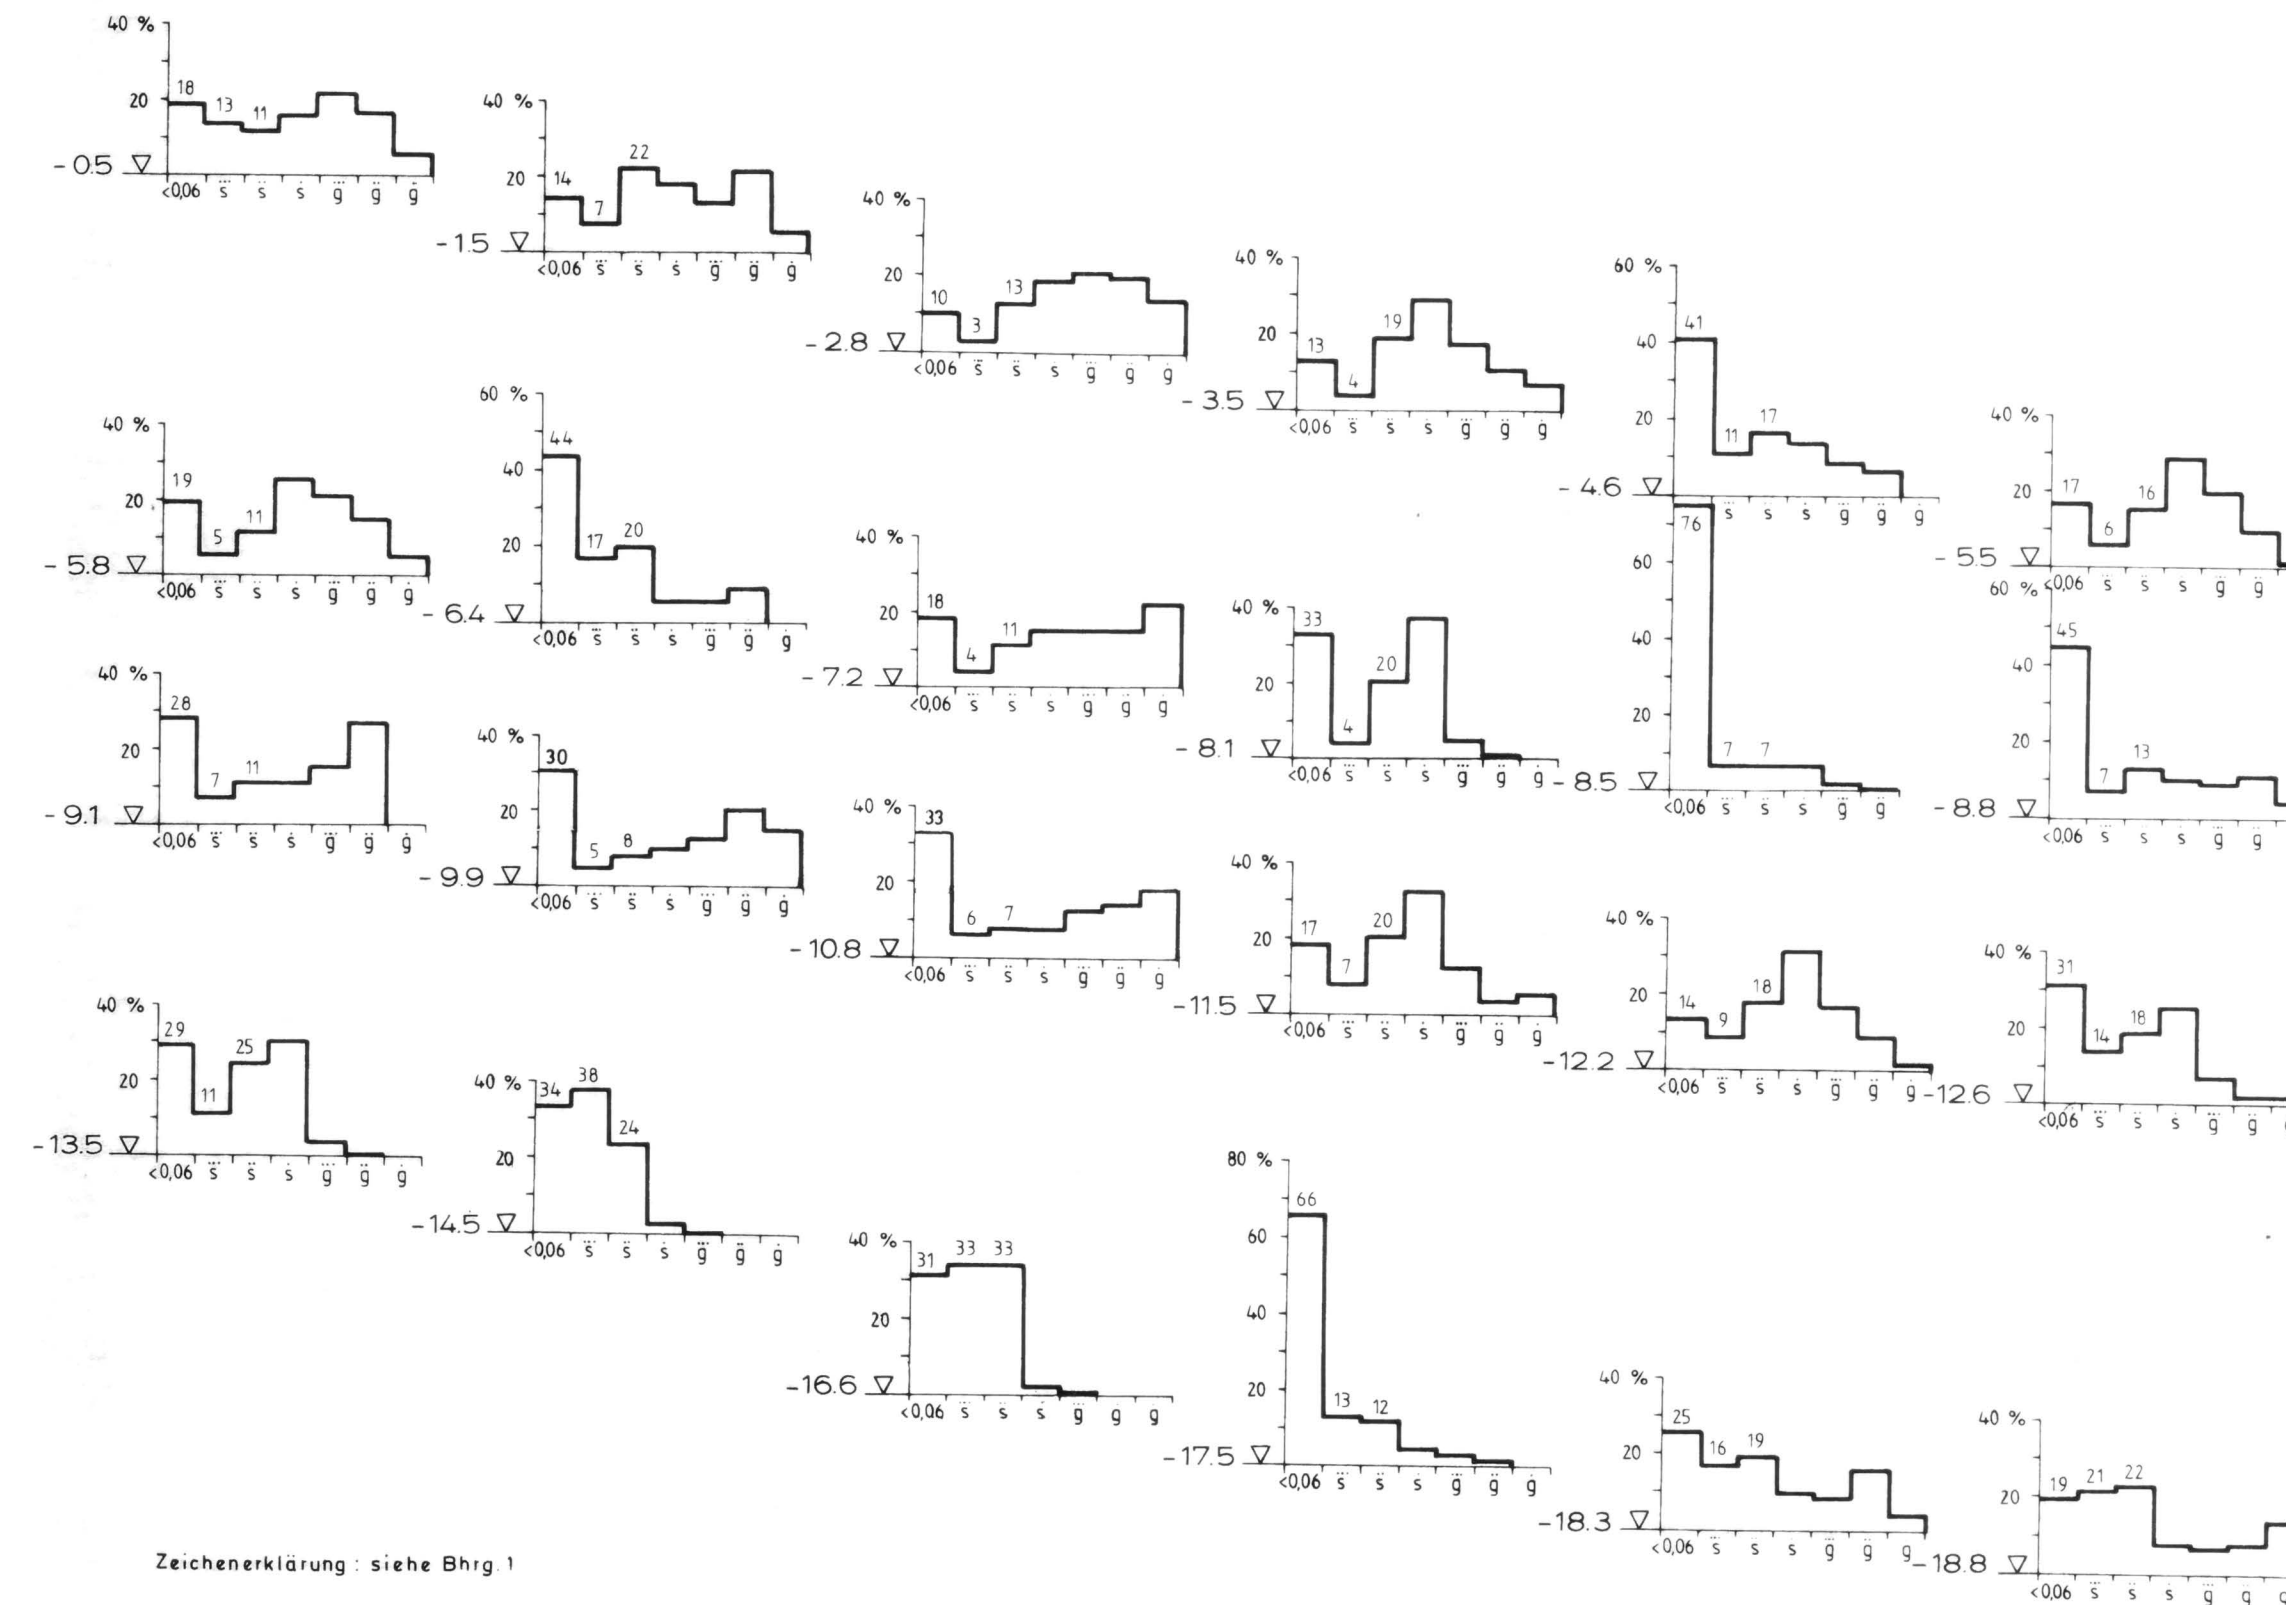 40 %
20
18 13 11
- 0.5
<0,06 s̈ s̈ ṡ g̈ g̈ ġ
40 %
20
14 7 22
- 1.5
<0,06 s̈ s̈ ṡ g̈ g̈ ġ
40 %
20
10 3 13
- 2.8
<0,06 s̈ s̈ ṡ g̈ g̈ ġ
40 %
20
13 4 19
- 3.5
<0,06 s̈ s̈ ṡ g̈ g̈ ġ
60 %
40
20
41 11 17
- 4.6
s̈ s̈ ṡ g̈ g̈ ġ
40 %
20
17 6 16
- 5.5
<0,06 s̈ s̈ ṡ g̈ g̈
40 %
20
19 5 11
- 5.8
<0,06 s̈ s̈ ṡ g̈ g̈ ġ
60 %
40
20
44 17 20
- 6.4
<0,06 s̈ s̈ ṡ g̈ g̈ ġ
40 %
20
18 4 11
- 7.2
<0,06 s̈ s̈ ṡ g̈ g̈ ġ
40 %
20
33 4 20
- 8.1
<0,06 s̈ s̈ ṡ g̈ g̈ ġ
60
40
20
76 7 7
- 8.5
<0,06 s̈ s̈ ṡ g̈ g̈
60 %
40
20
45 7 13
- 8.8
<0,06 s̈ s̈ ṡ g̈ g̈
40 %
20
28 7 11
- 9.1
<0,06 s̈ s̈ ṡ g̈ g̈ ġ
40 %
20
30 5 8
- 9.9
<0,06 s̈ s̈ ṡ g̈ g̈ ġ
40 %
20
33 6 7
- 10.8
<0,06 s̈ s̈ ṡ g̈ g̈ ġ
40 %
20
17 7 20
-11.5
<0,06 s̈ s̈ ṡ g̈ g̈ ġ
40 %
20
14 9 18
-12.2
<0,06 s̈ s̈ ṡ g̈ g̈ ġ
40 %
20
31 14 18
-12.6
<0,06 s̈ s̈ ṡ g̈ g̈
40 %
20
29 11 25
-13.5
<0,06 s̈ s̈ ṡ g̈ g̈ ġ
40 %
20
34 38 24
-14.5
<0,06 s̈ s̈ ṡ g̈ g̈ ġ
40 %
20
31 33 33
-16.6
<0,06 s̈ s̈ ṡ g̈ g̈ ġ
80 %
60
40
20
66 13 12
-17.5
<0,06 s̈ s̈ ṡ g̈ g̈ ġ
40 %
20
25 16 19
-18.3
<0,06 s̈ s̈ ṡ g̈ g̈ g
40 %
20
19 21 22
-18.8
<0,06 s̈ s̈ ṡ g̈ g̈
Zeichenerklärung : siehe Bhrg. 1